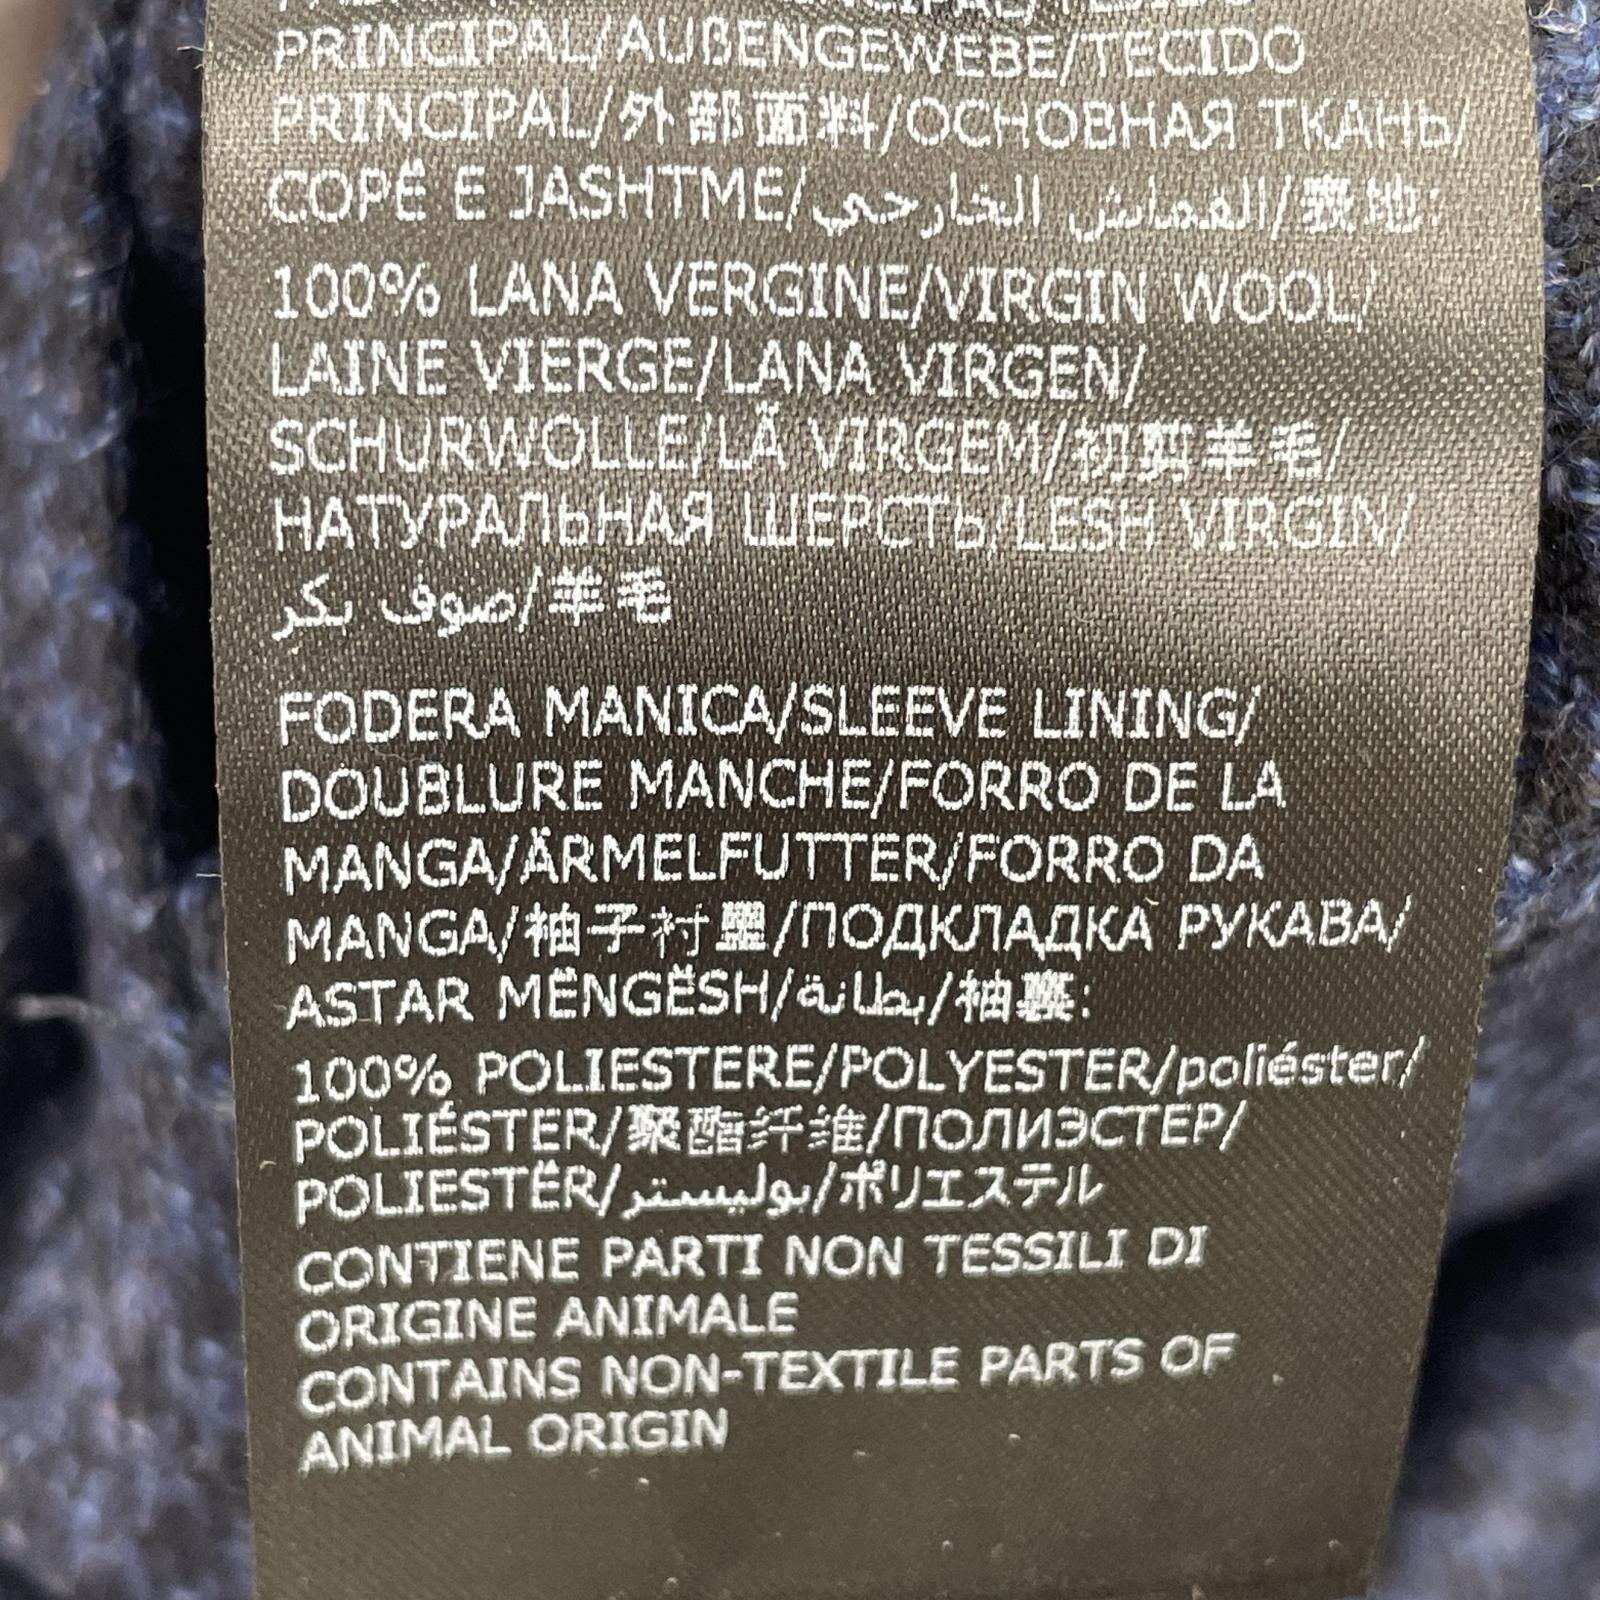 PRINCIPAL/AUßENGEWEBE/TECIDO
PRINCIPAL/外部面料/ОСНОВНАЯ ТКАНЬ/
COPË E JASHTME/القماش الخارجي/表地:
100% LANA VERGINE/VIRGIN WOOL/
LAINE VIERGE/LANA VIRGEN/
SCHURWOLLE/LÃ VIRGEM/初剪羊毛/
НАТУРАЛЬНАЯ ШЕРСТЬ/LESH VIRGIN/
صوف بكر/羊毛
FODERA MANICA/SLEEVE LINING/
DOUBLURE MANCHE/FORRO DE LA
MANGA/ÄRMELFUTTER/FORRO DA
MANGA/袖子衬里/ПОДКЛАДКА РУКАВА/
ASTAR MËNGËSH/بطانة/袖裏:
100% POLIESTERE/POLYESTER/poliéster/
POLIÉSTER/聚酯纤维/ПОЛИЭСТЕР/
POLIESTËR/بوليستر/ポリエステル
CONTIENE PARTI NON TESSILI DI
ORIGINE ANIMALE
CONTAINS NON-TEXTILE PARTS OF
ANIMAL ORIGIN